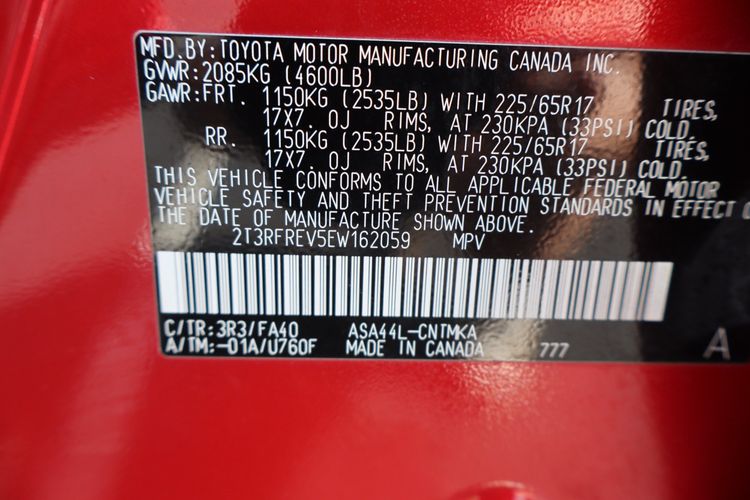 MFD.BY:TOYOTA MOTOR MANUFACTURING CANADA INC.
GVWR:2085KG (4600LB)
GAWR:FRT. 1150KG (2535LB) WITH 225/65R17 TIRES,
17X7. OJ RIMS, AT 230KPA (33PSI) COLD.
RR. 1150KG (2535LB) WITH 225/65R17 TIRES,
17X7. OJ RIMS, AT 230KPA (33PSI) COLD.
THIS VEHICLE CONFORMS TO ALL APPLICABLE FEDERAL MOTOR
VEHICLE SAFETY AND THEFT PREVENTION STANDARDS IN EFFECT
THE DATE OF MANUFACTURE SHOWN ABOVE.
2T3RFREV5EW162059 MPV
C/TR:3R3/FA40 ASA44L-CNTMKA
A/TM:-01A/U760F MADE IN CANADA 777 A